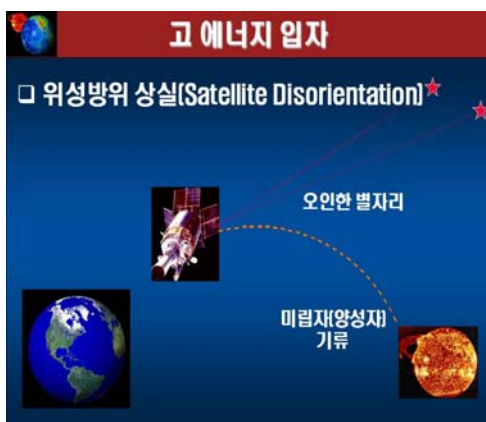 고 에너지 입자
❑ 위성방위 상실(Satellite Disorientation)
오인한 별자리
미립자(양성자)
기류